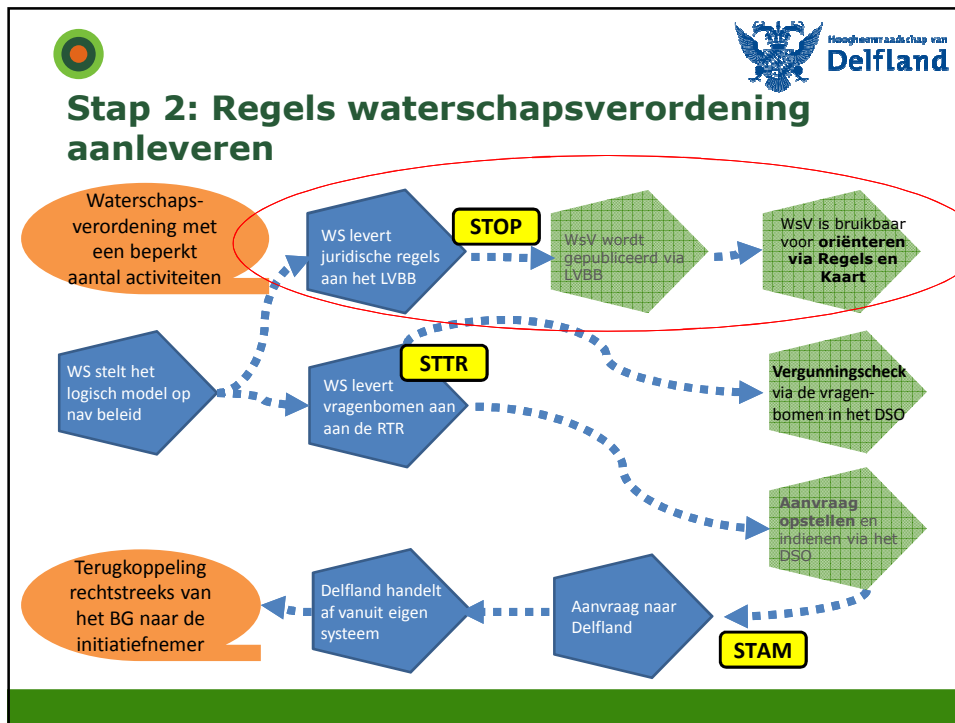 Hoogheemraadschap van
Delfland
Stap 2: Regels waterschapsverordening
aanleveren
Waterschaps-
verordening met
een beperkt
aantal activiteiten
WS levert
juridische regels
aan het LVBB
STOP
WsV wordt
gepubliceerd via
LVBB
WsV is bruikbaar
voor oriënteren
via Regels en
Kaart
WS stelt het
logisch model op
nav beleid
STTR
WS levert
vragenbomen aan
aan de RTR
Vergunningscheck
via de vragen-
bomen in het DSO
Aanvraag
opstellen en
indienen via het
DSO
Terugkoppeling
rechtstreeks van
het BG naar de
initiatiefnemer
Delfland handelt
af vanuit eigen
systeem
Aanvraag naar
Delfland
STAM